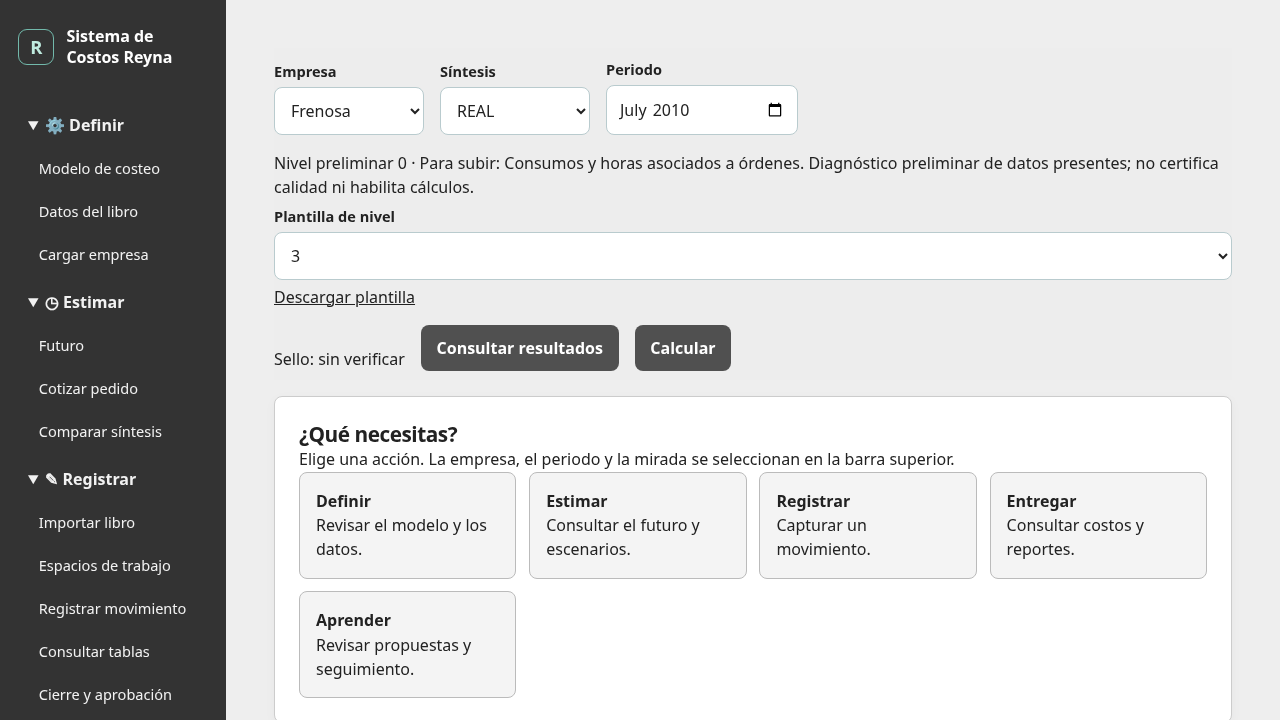 R
Sistema de
Costos Reyna
▼ ⚙️ Definir
Modelo de costeo
Datos del libro
Cargar empresa
▼ ◷ Estimar
Futuro
Cotizar pedido
Comparar síntesis
▼ ✎ Registrar
Importar libro
Espacios de trabajo
Registrar movimiento
Consultar tablas
Cierre y aprobación
Empresa
Síntesis
Periodo
Frenosa
REAL
July 2010
Nivel preliminar 0 · Para subir: Consumos y horas asociados a órdenes. Diagnóstico preliminar de datos presentes; no certifica
calidad ni habilita cálculos.
Plantilla de nivel
3
Descargar plantilla
Sello: sin verificar
Consultar resultados
Calcular
¿Qué necesitas?
Elige una acción. La empresa, el periodo y la mirada se seleccionan en la barra superior.
Definir
Revisar el modelo y los
datos.
Estimar
Consultar el futuro y
escenarios.
Registrar
Capturar un
movimiento.
Entregar
Consultar costos y
reportes.
Aprender
Revisar propuestas y
seguimiento.